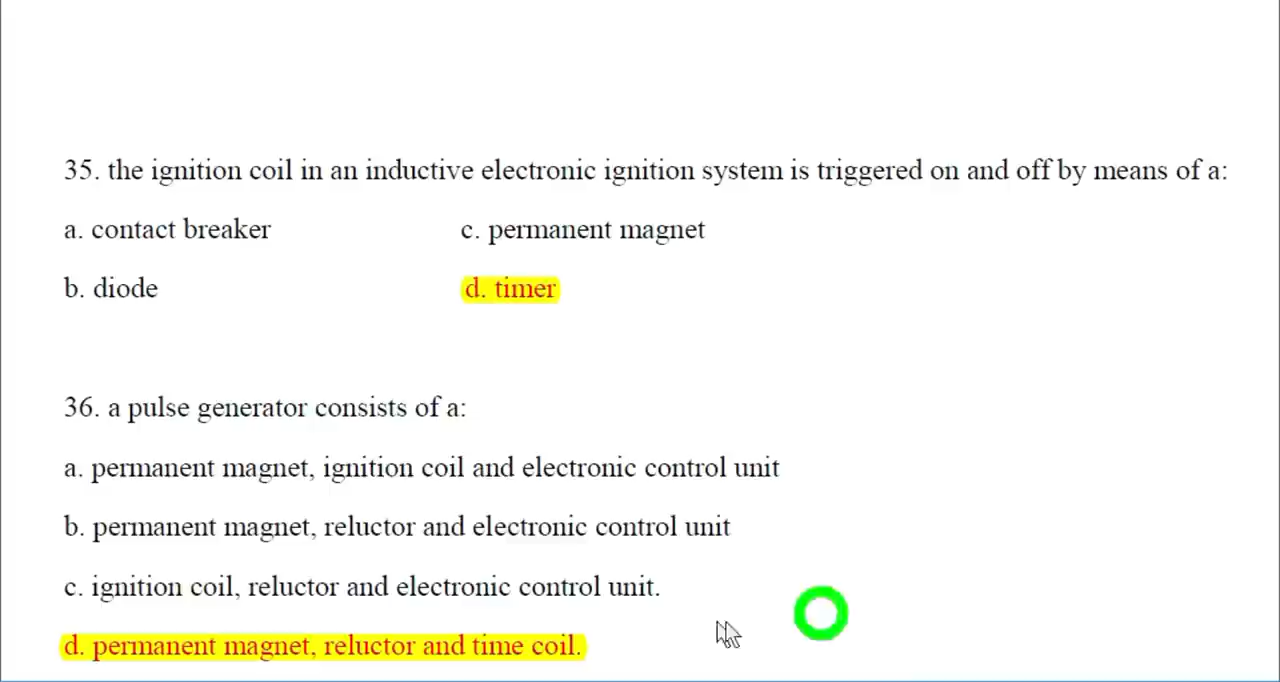 35. the ignition coil in an inductive electronic ignition system is triggered on and off by means of a:
a. contact breaker c. permanent magnet
b. diode d. timer
36. a pulse generator consists of a:
a. permanent magnet, ignition coil and electronic control unit
b. permanent magnet, reluctor and electronic control unit
c. ignition coil, reluctor and electronic control unit.
d. permanent magnet, reluctor and time coil.